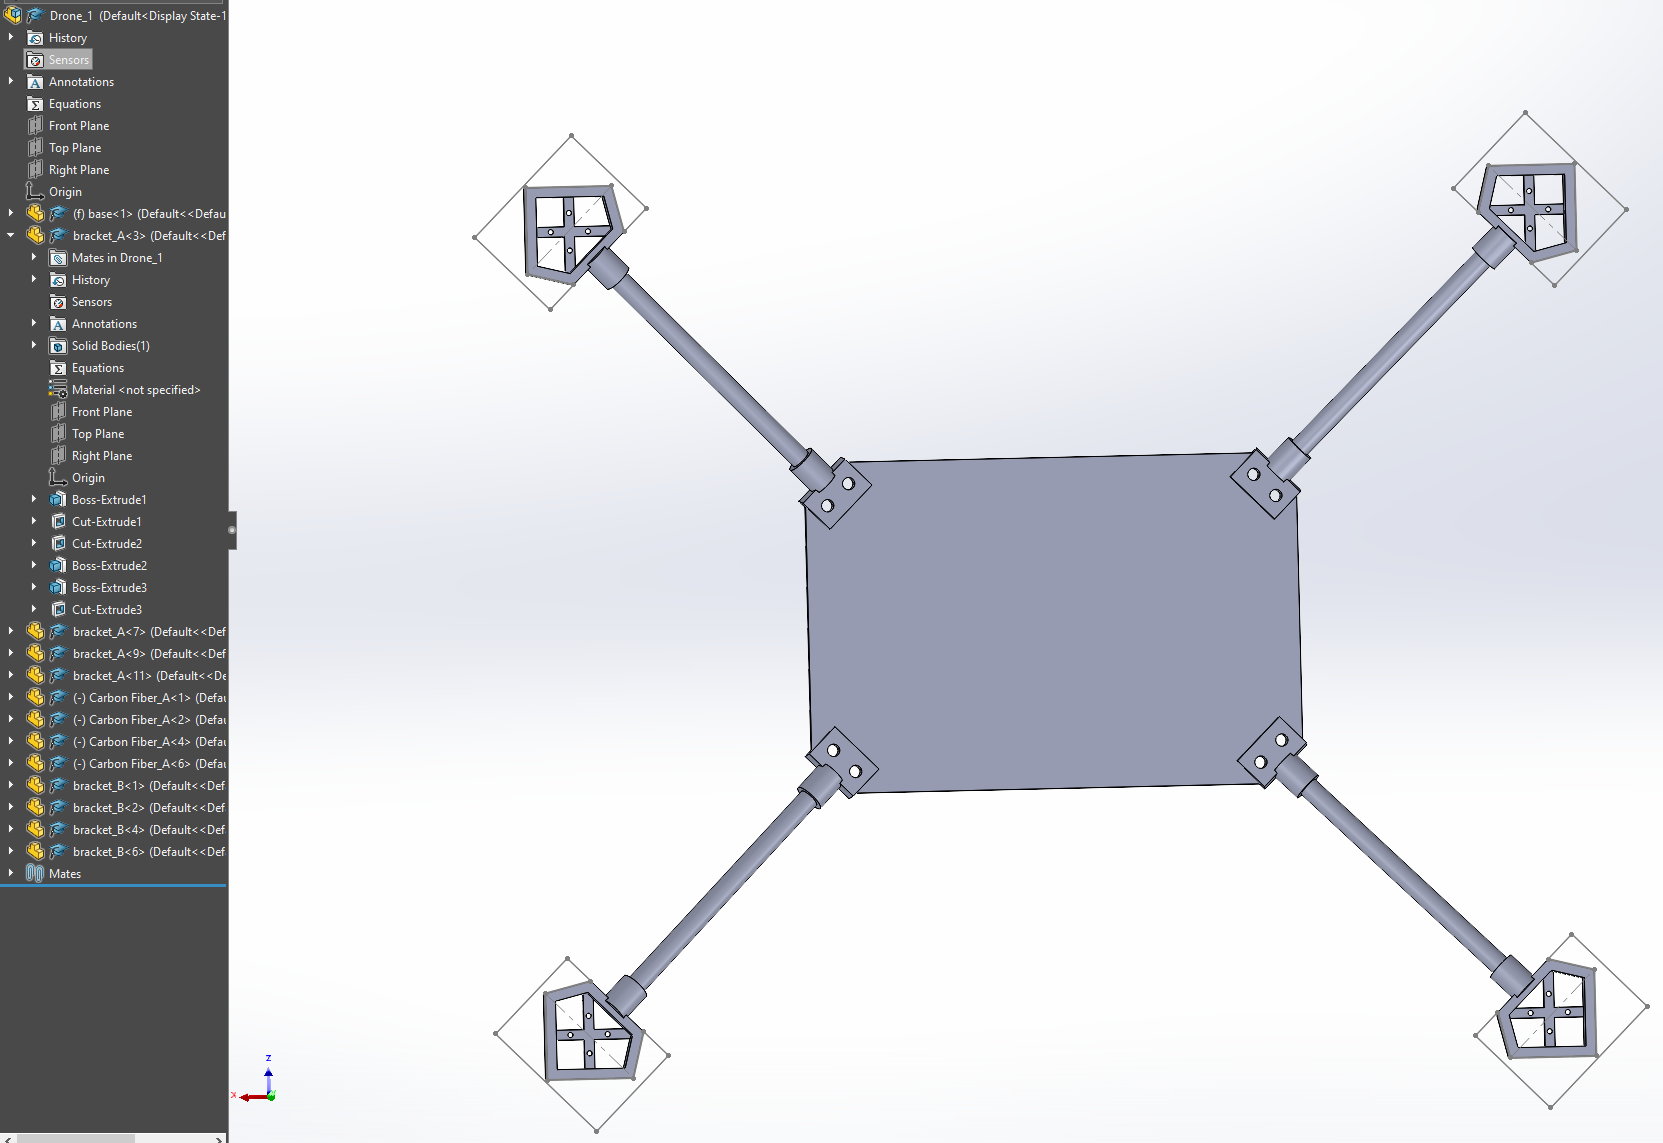 Drone_1 (Default<Display State-1
History
Sensors
Annotations
Equations
Front Plane
Top Plane
Right Plane
Origin
(f) base<1> (Default<<Defau
bracket_A<3> (Default<<Def
Mates in Drone_1
History
Sensors
Annotations
Solid Bodies(1)
Equations
Material <not specified>
Front Plane
Top Plane
Right Plane
Origin
Boss-Extrude1
Cut-Extrude1
Cut-Extrude2
Boss-Extrude2
Boss-Extrude3
Cut-Extrude3
bracket_A<7> (Default<<Def
bracket_A<9> (Default<<Def
bracket_A<11> (Default<<De
(-) Carbon Fiber_A<1> (Defau
(-) Carbon Fiber_A<2> (Defau
(-) Carbon Fiber_A<4> (Defau
(-) Carbon Fiber_A<6> (Defau
bracket_B<1> (Default<<Def
bracket_B<2> (Default<<Def
bracket_B<4> (Default<<Def
bracket_B<6> (Default<<Def
Mates
Z
X